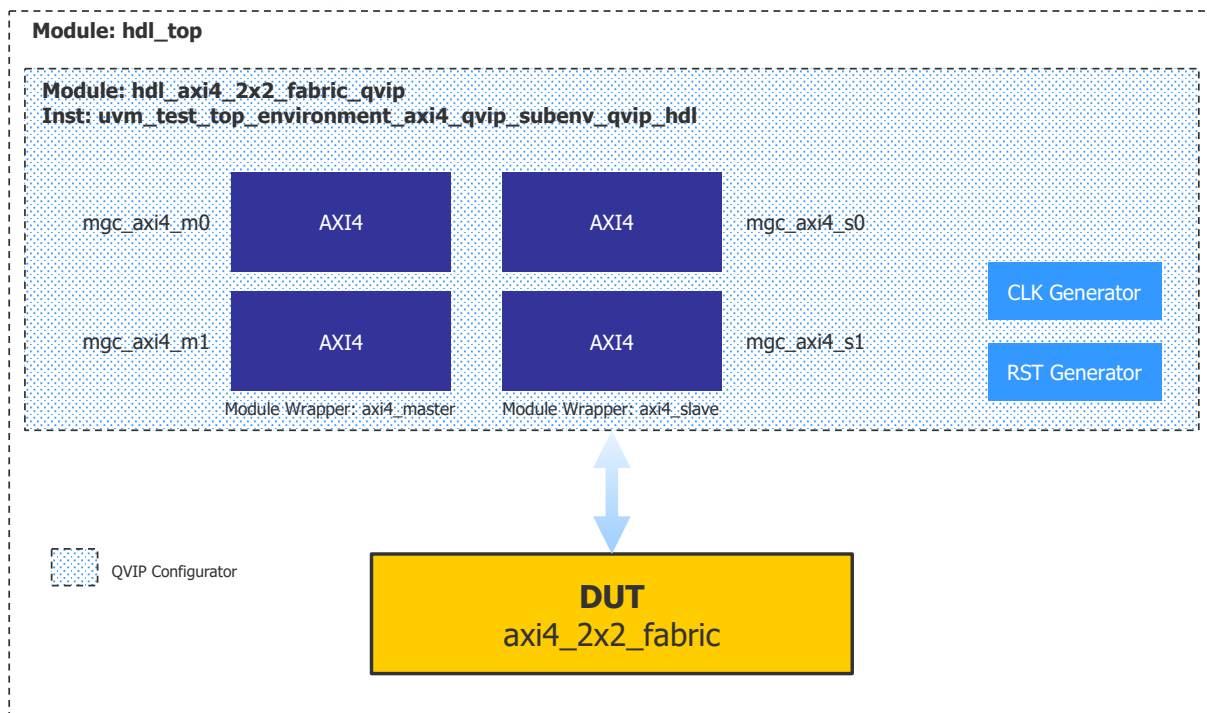 Module: hdl_top
Module: hdl_axi4_2x2_fabric_qvip
Inst: uvm_test_top_environment_axi4_qvip_subenv_qvip_hdl
mgc_axi4_m0
AXI4
AXI4
mgc_axi4_s0
CLK Generator
mgc_axi4_m1
AXI4
AXI4
mgc_axi4_s1
RST Generator
Module Wrapper: axi4_master
Module Wrapper: axi4_slave
QVIP Configurator
DUT
axi4_2x2_fabric